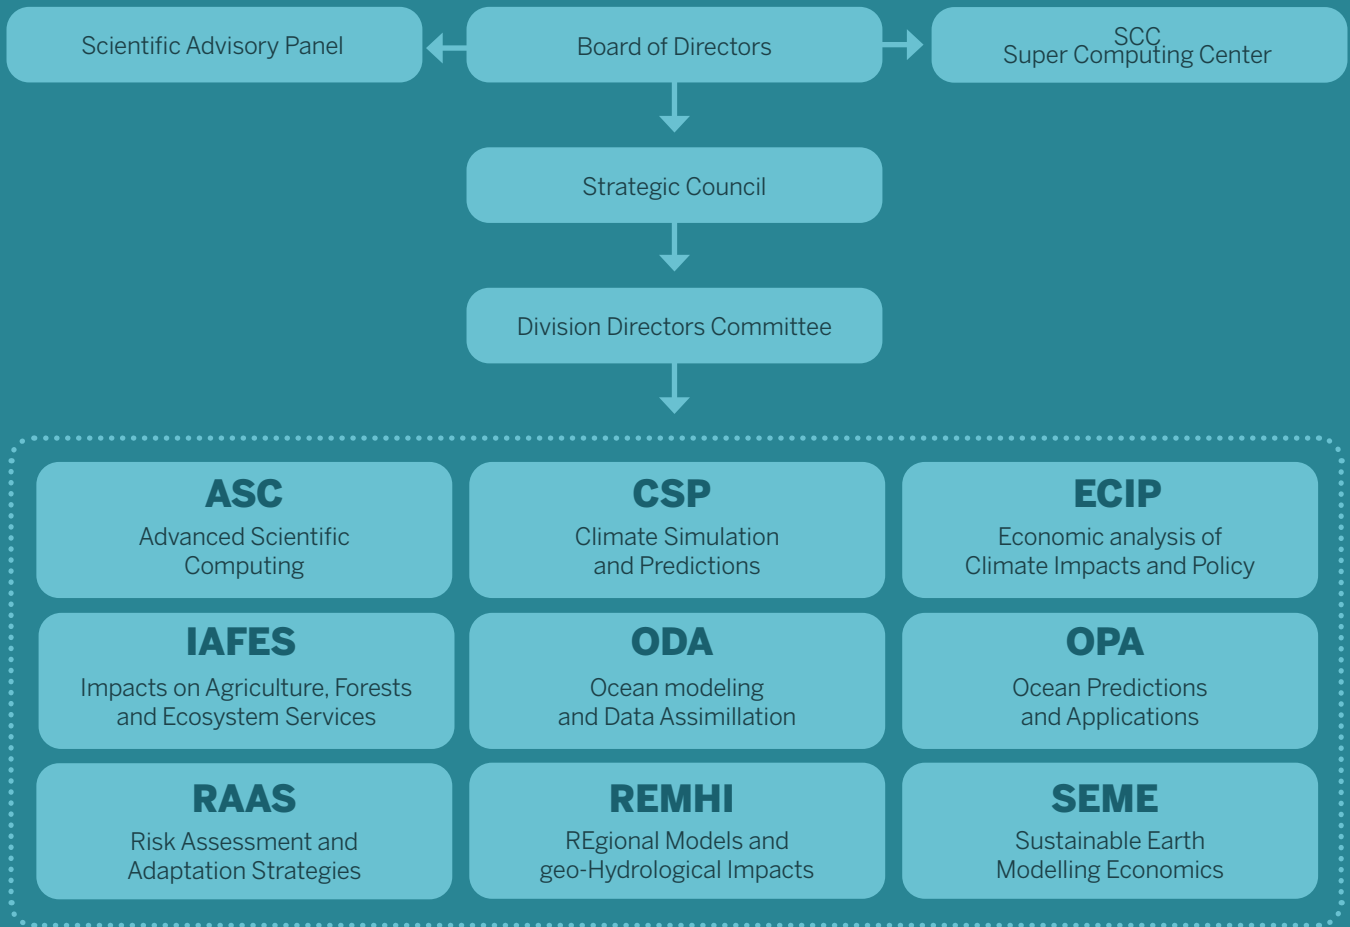 Scientific Advisory Panel
Board of Directors
SCC
Super Computing Center
Strategic Council
Division Directors Committee
ASC
Advanced Scientific
Computing
CSP
Climate Simulation
and Predictions
ECIP
Economic analysis of
Climate Impacts and Policy
IAFES
Impacts on Agriculture, Forests
and Ecosystem Services
ODA
Ocean modeling
and Data Assimillation
OPA
Ocean Predictions
and Applications
RAAS
Risk Assessment and
Adaptation Strategies
REMHI
REgional Models and
geo-Hydrological Impacts
SEME
Sustainable Earth
Modelling Economics